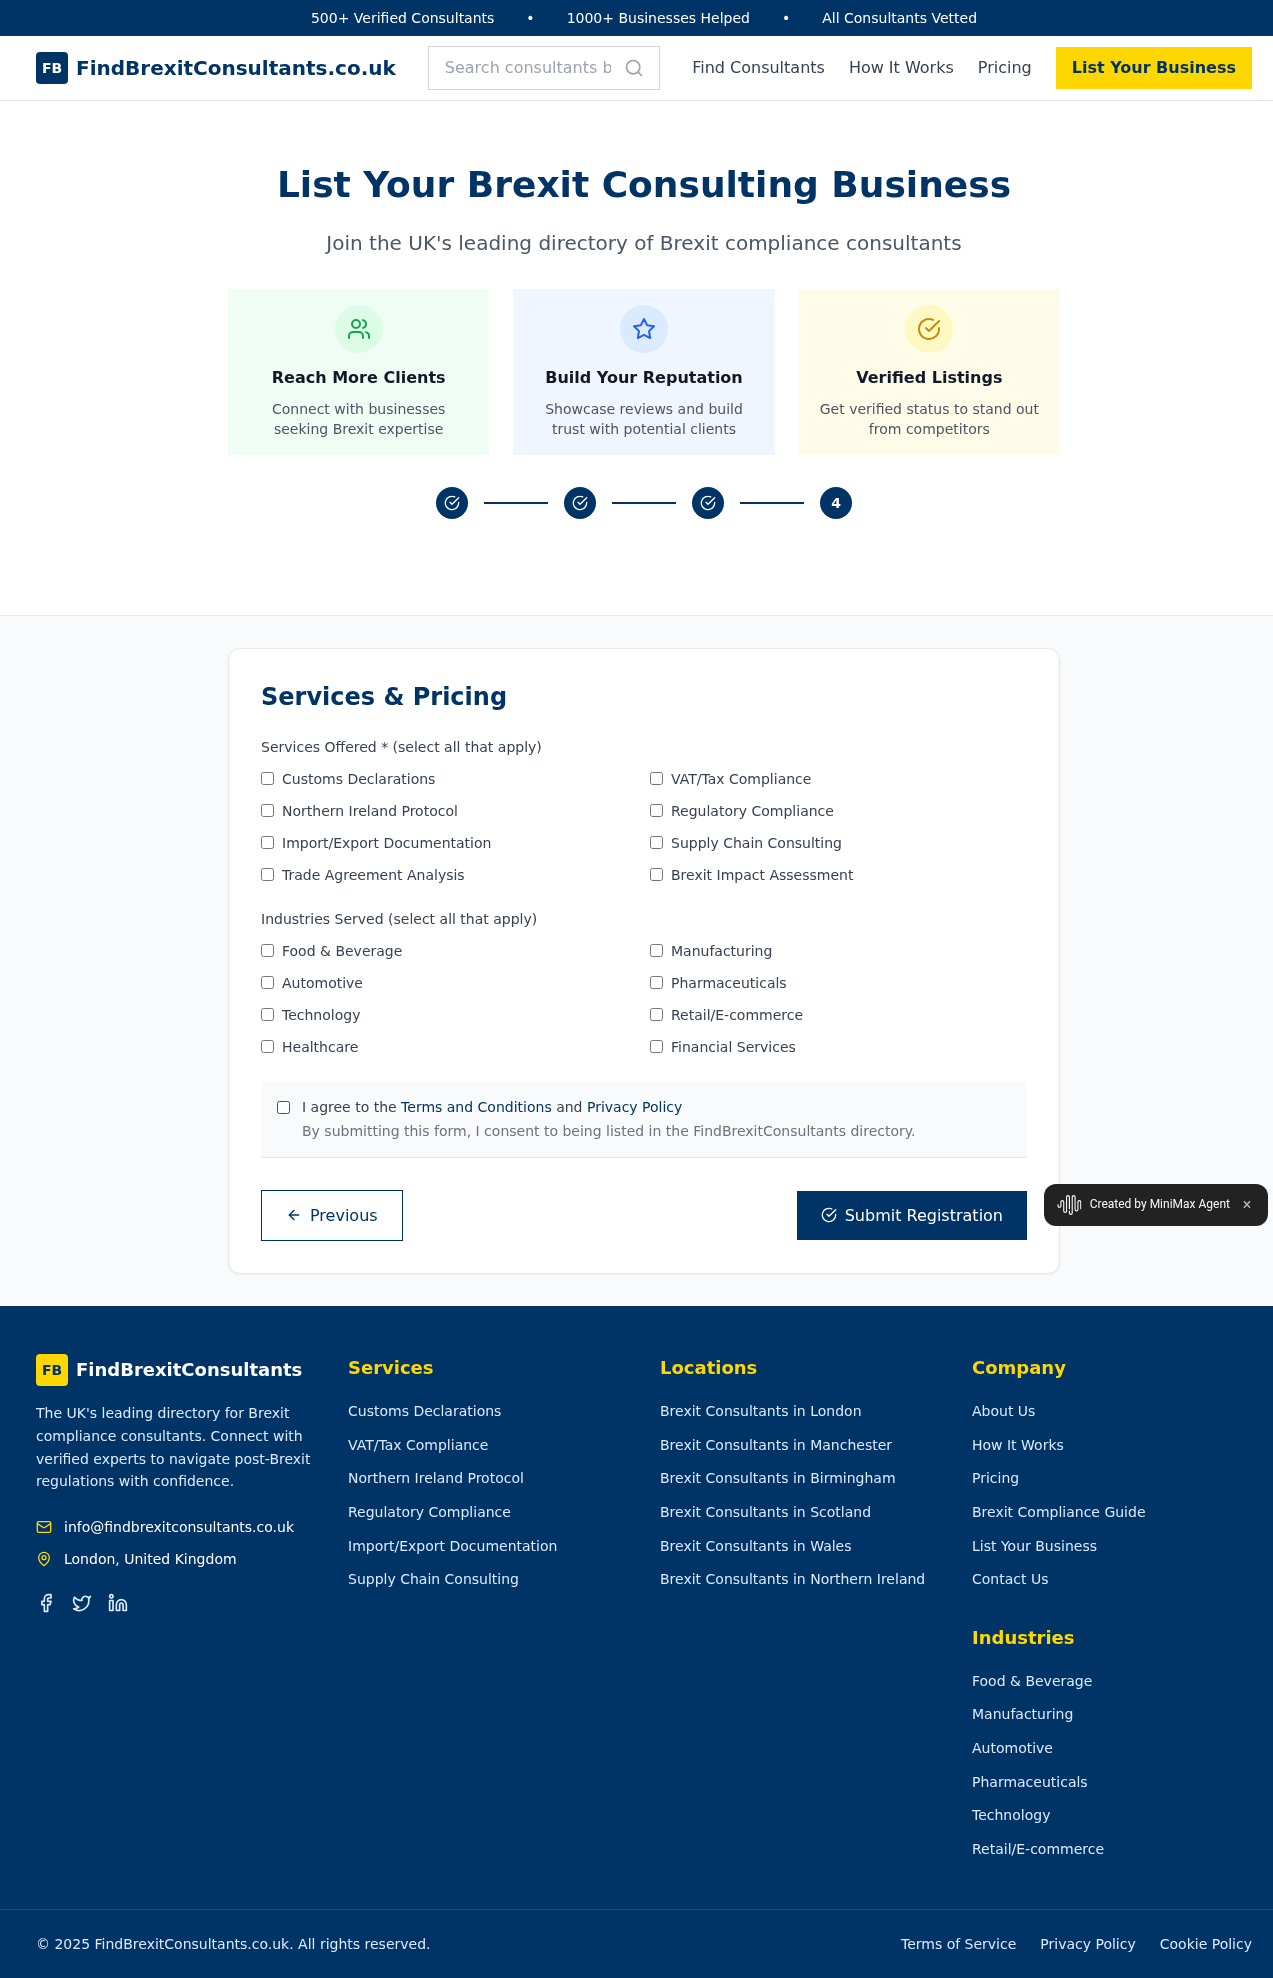 500+ Verified Consultants • 1000+ Businesses Helped • All Consultants Vetted
FB FindBrexitConsultants.co.uk
Search consultants b
Find Consultants
How It Works
Pricing
List Your Business
List Your Brexit Consulting Business
Join the UK's leading directory of Brexit compliance consultants
Reach More Clients
Connect with businesses
seeking Brexit expertise
Build Your Reputation
Showcase reviews and build
trust with potential clients
Verified Listings
Get verified status to stand out
from competitors
4
Services & Pricing
Services Offered * (select all that apply)
Customs Declarations
VAT/Tax Compliance
Northern Ireland Protocol
Regulatory Compliance
Import/Export Documentation
Supply Chain Consulting
Trade Agreement Analysis
Brexit Impact Assessment
Industries Served (select all that apply)
Food & Beverage
Manufacturing
Automotive
Pharmaceuticals
Technology
Retail/E-commerce
Healthcare
Financial Services
I agree to the Terms and Conditions and Privacy Policy
By submitting this form, I consent to being listed in the FindBrexitConsultants directory.
Previous
Submit Registration
Created by MiniMax Agent ×
FB FindBrexitConsultants
The UK's leading directory for Brexit
compliance consultants. Connect with
verified experts to navigate post-Brexit
regulations with confidence.
info@findbrexitconsultants.co.uk
London, United Kingdom
Services
Customs Declarations
VAT/Tax Compliance
Northern Ireland Protocol
Regulatory Compliance
Import/Export Documentation
Supply Chain Consulting
Locations
Brexit Consultants in London
Brexit Consultants in Manchester
Brexit Consultants in Birmingham
Brexit Consultants in Scotland
Brexit Consultants in Wales
Brexit Consultants in Northern Ireland
Company
About Us
How It Works
Pricing
Brexit Compliance Guide
List Your Business
Contact Us
Industries
Food & Beverage
Manufacturing
Automotive
Pharmaceuticals
Technology
Retail/E-commerce
© 2025 FindBrexitConsultants.co.uk. All rights reserved.
Terms of Service
Privacy Policy
Cookie Policy